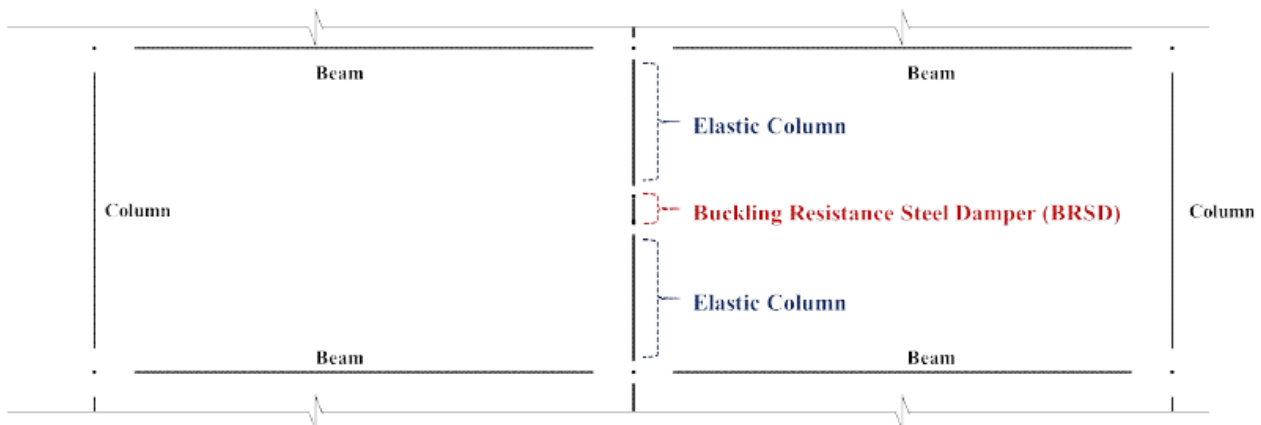 Beam
Beam
Elastic Column
Column
Buckling Resistance Steel Damper (BRSD)
Column
Elastic Column
Beam
Beam